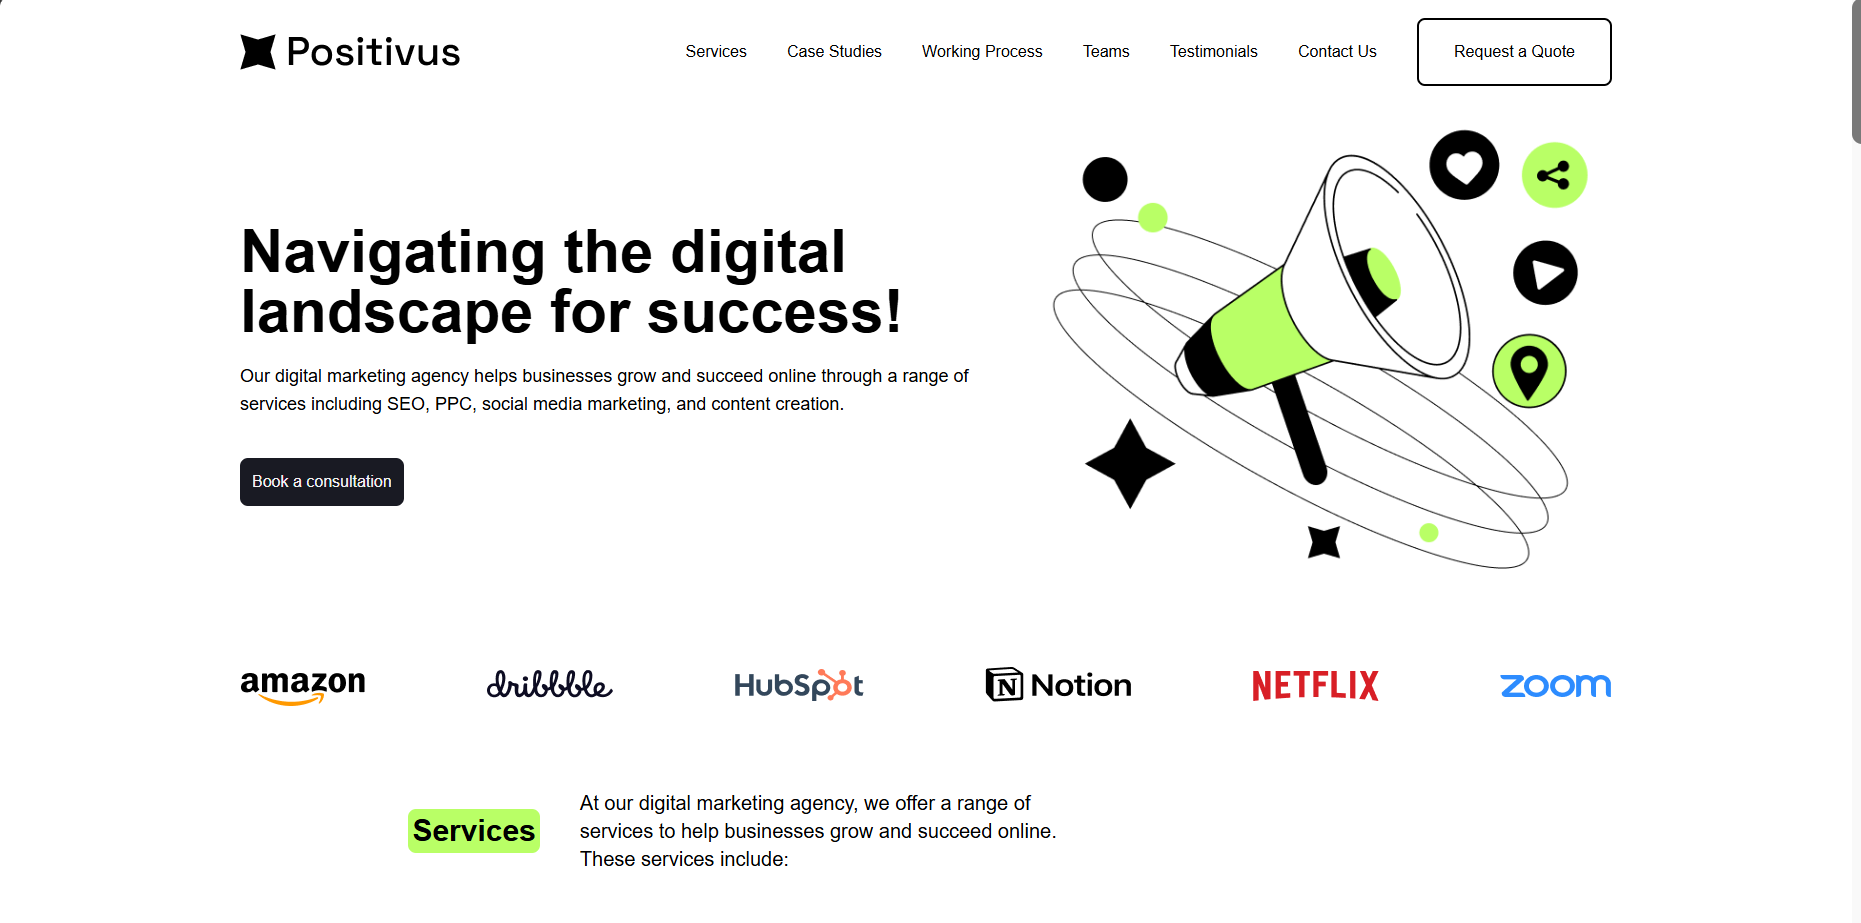 Positivus
Services
Case Studies
Working Process
Teams
Testimonials
Contact Us
Request a Quote
Navigating the digital
landscape for success!
Our digital marketing agency helps businesses grow and succeed online through a range of
services including SEO, PPC, social media marketing, and content creation.
Book a consultation
amazon
dribbble
HubSpot
N Notion
NETFLIX
zoom
Services
At our digital marketing agency, we offer a range of
services to help businesses grow and succeed online.
These services include: